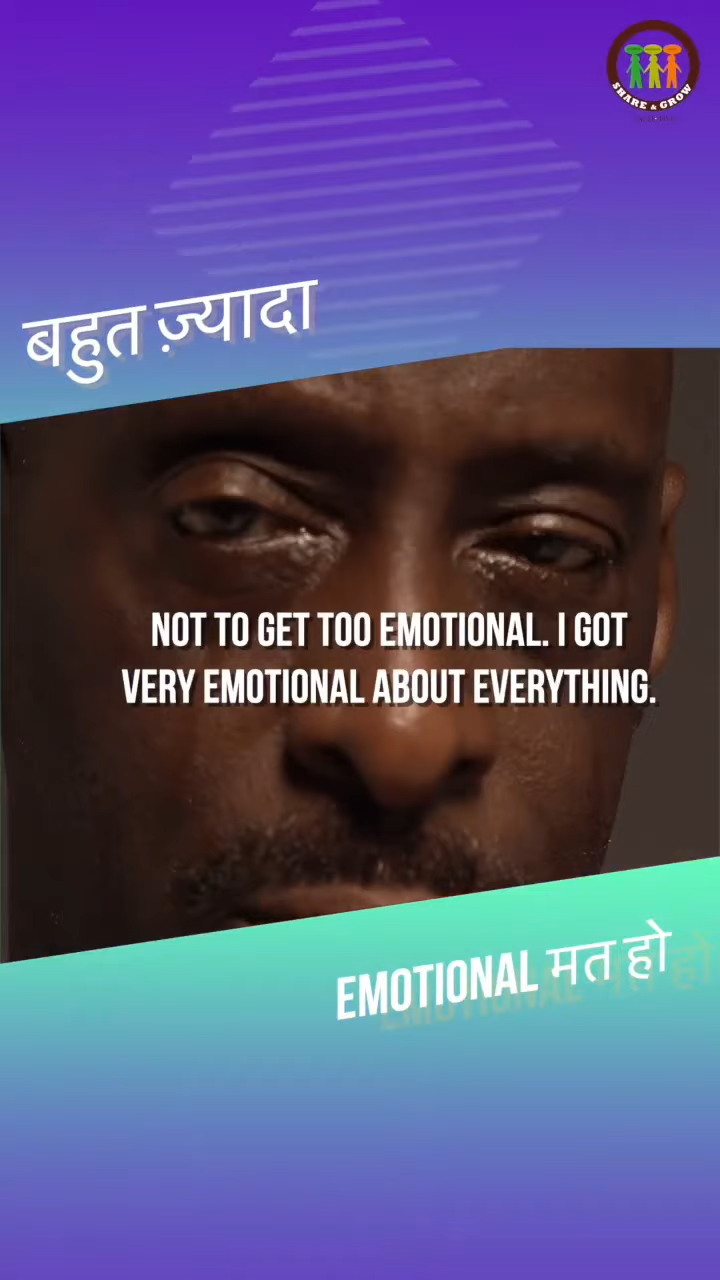 SHARE & GROW
बहुत ज़्यादा
NOT TO GET TOO EMOTIONAL. I GOT
VERY EMOTIONAL ABOUT EVERYTHING.
EMOTIONAL मत हो